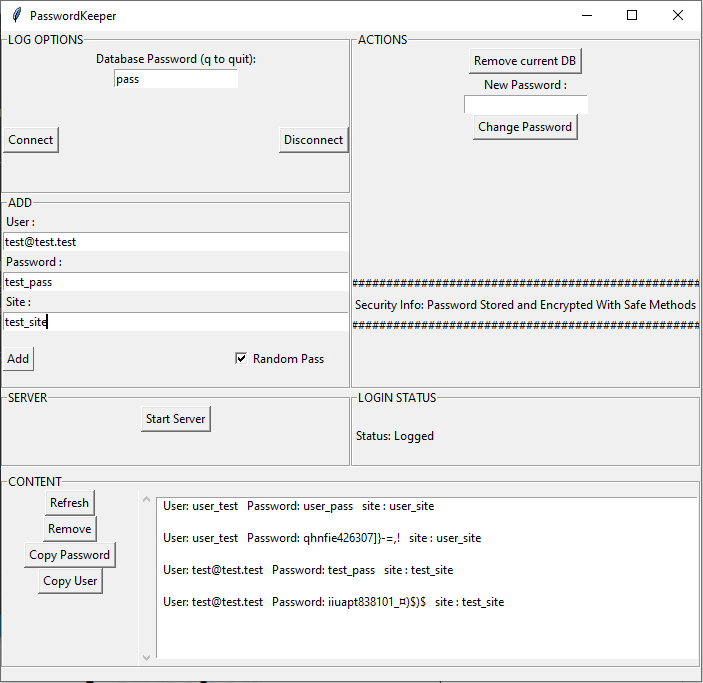 PasswordKeeper
LOG OPTIONS
Database Password (q to quit):
pass
Connect
Disconnect
ACTIONS
Remove current DB
New Password :
Change Password
##################################################
Security Info: Password Stored and Encrypted With Safe Methods
##################################################
ADD
User :
test@test.test
Password :
test_pass
Site :
test_site
Add
Random Pass
SERVER
Start Server
LOGIN STATUS
Status: Logged
CONTENT
Refresh
Remove
Copy Password
Copy User
User: user_test   Password: user_pass   site : user_site
User: user_test   Password: qhnfie426307]}-=,!   site : user_site
User: test@test.test   Password: test_pass   site : test_site
User: test@test.test   Password: iiuapt838101_¤)$)$   site : test_site